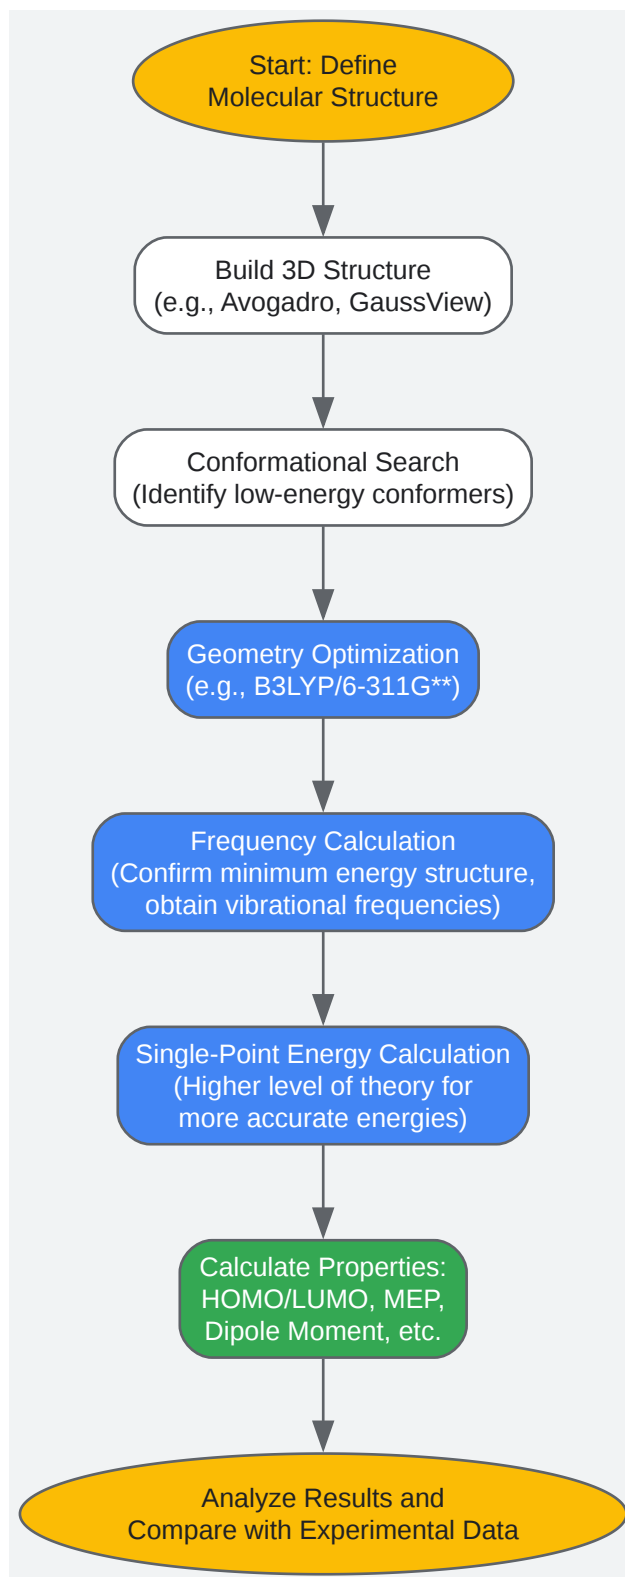 Start: Define
Molecular Structure
Build 3D Structure
(e.g., Avogadro, GaussView)
Conformational Search
(Identify low-energy conformers)
Geometry Optimization
(e.g., B3LYP/6-311G**)
Frequency Calculation
(Confirm minimum energy structure,
obtain vibrational frequencies)
Single-Point Energy Calculation
(Higher level of theory for
more accurate energies)
Calculate Properties:
HOMO/LUMO, MEP,
Dipole Moment, etc.
Analyze Results and
Compare with Experimental Data